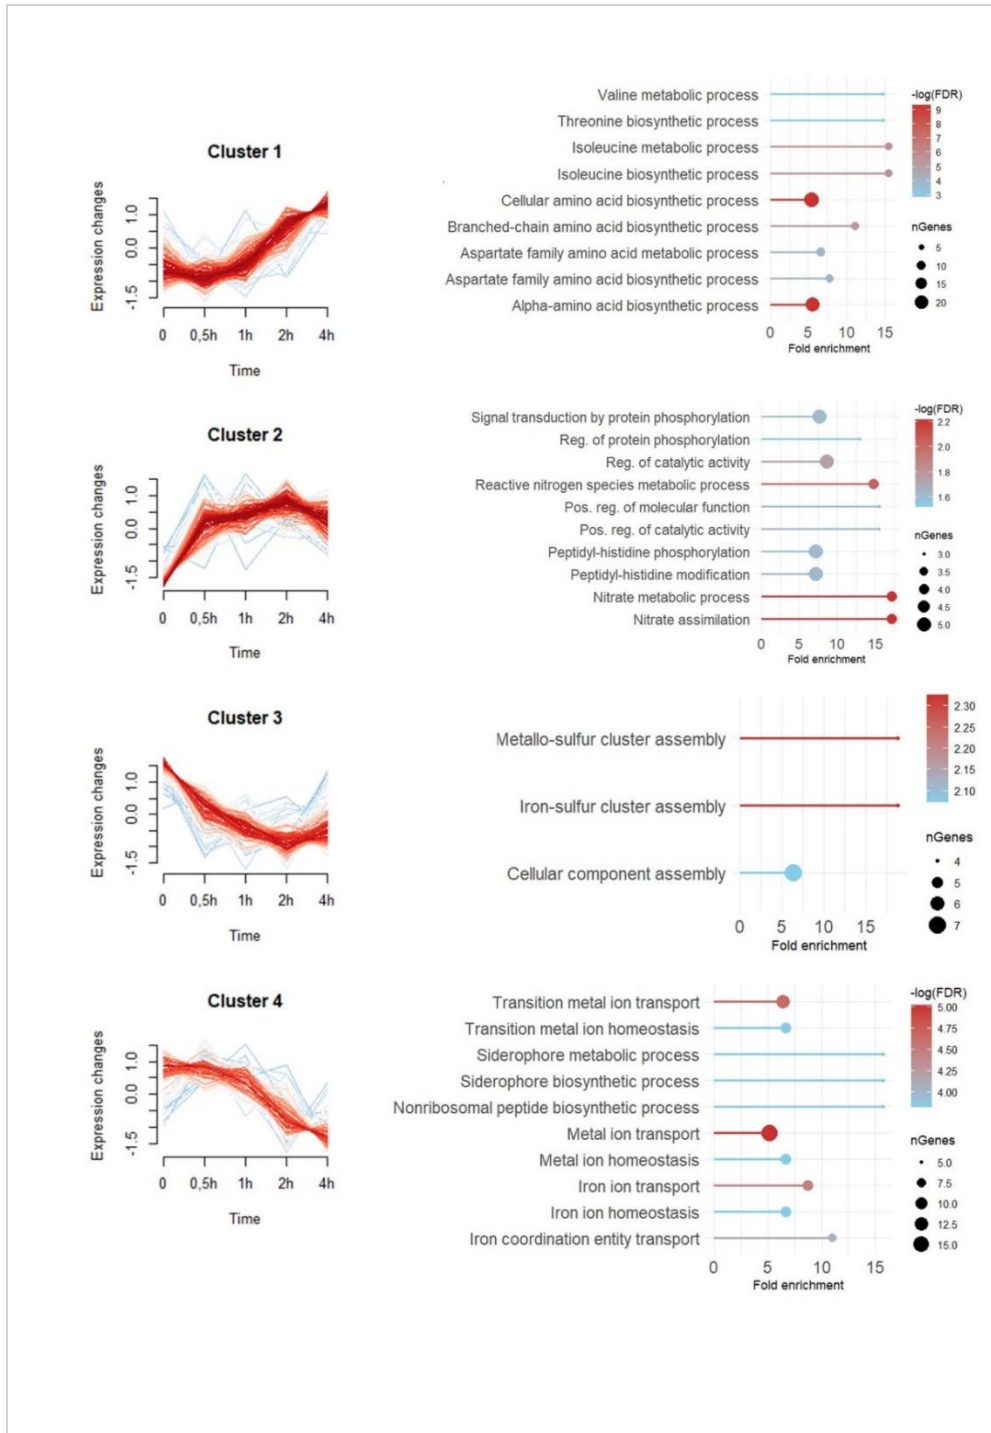 Cluster 1
Expression changes
1.0
0.0
-1.5
0 0,5h 1h 2h 4h
Time
Valine metabolic process
Threonine biosynthetic process
Isoleucine metabolic process
Isoleucine biosynthetic process
Cellular amino acid biosynthetic process
Branched-chain amino acid biosynthetic process
Aspartate family amino acid metabolic process
Aspartate family amino acid biosynthetic process
Alpha-amino acid biosynthetic process
0 5 10 15
Fold enrichment
-log(FDR)
9
8
7
6
5
4
3
nGenes
5
10
15
20
Cluster 2
Expression changes
1.0
0.0
-1.5
0 0,5h 1h 2h 4h
Time
Signal transduction by protein phosphorylation
Reg. of protein phosphorylation
Reg. of catalytic activity
Reactive nitrogen species metabolic process
Pos. reg. of molecular function
Pos. reg. of catalytic activity
Peptidyl-histidine phosphorylation
Peptidyl-histidine modification
Nitrate metabolic process
Nitrate assimilation
0 5 10 15
Fold enrichment
-log(FDR)
2.2
2.0
1.8
1.6
nGenes
3.0
3.5
4.0
4.5
5.0
Cluster 3
Expression changes
1.0
0.0
-1.5
0 0,5h 1h 2h 4h
Time
Metallo-sulfur cluster assembly
Iron-sulfur cluster assembly
Cellular component assembly
0 5 10 15
Fold enrichment
2.30
2.25
2.20
2.15
2.10
nGenes
4
5
6
7
Cluster 4
Expression changes
1.0
0.0
-1.5
0 0,5h 1h 2h 4h
Time
Transition metal ion transport
Transition metal ion homeostasis
Siderophore metabolic process
Siderophore biosynthetic process
Nonribosomal peptide biosynthetic process
Metal ion transport
Metal ion homeostasis
Iron ion transport
Iron ion homeostasis
Iron coordination entity transport
0 5 10 15
Fold enrichment
-log(FDR)
5.00
4.75
4.50
4.25
4.00
nGenes
5.0
7.5
10.0
12.5
15.0